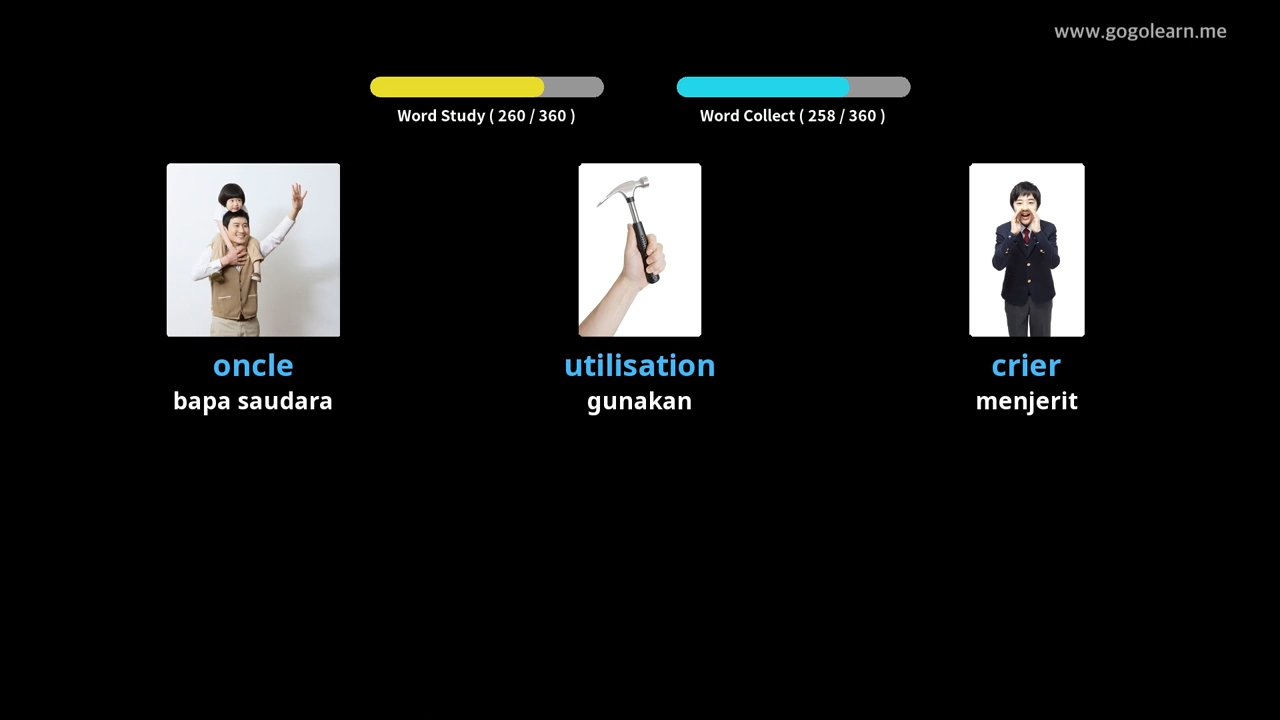 www.gogolearn.me
Word Study ( 260 / 360 )
Word Collect ( 258 / 360 )
oncle
bapa saudara
utilisation
gunakan
crier
menjerit